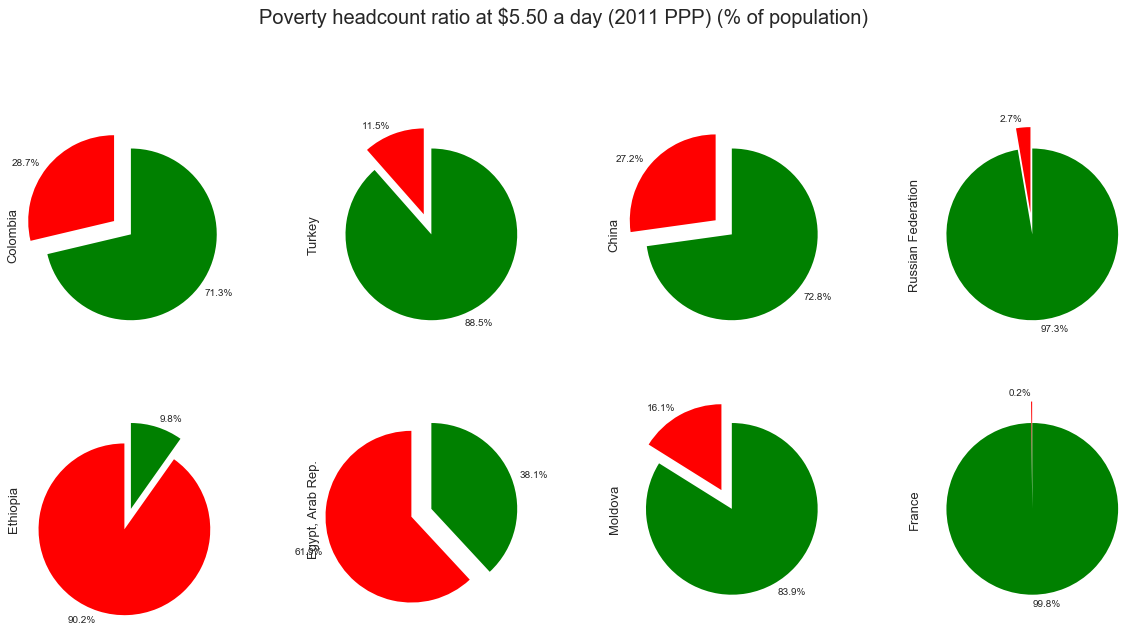 Poverty headcount ratio at $5.50 a day (2011 PPP) (% of population)
Colombia
28.7%
71.3%
Turkey
11.5%
88.5%
China
27.2%
72.8%
Russian Federation
2.7%
97.3%
Ethiopia
9.8%
90.2%
Egypt, Arab Rep.
38.1%
61.9%
Moldova
16.1%
83.9%
France
0.2%
99.8%